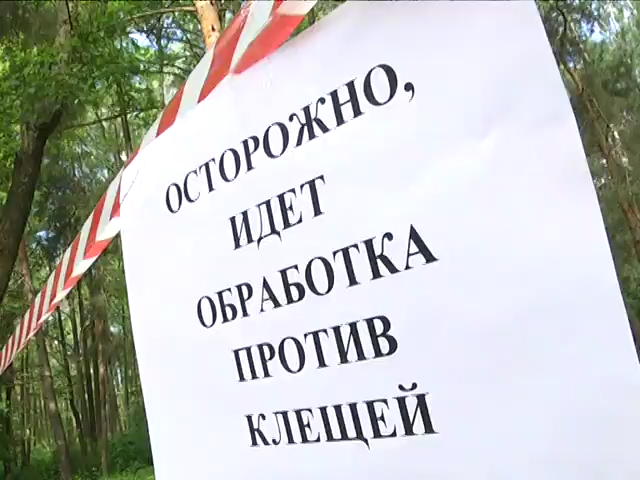 ОСТОРОЖНО,
ИДЕТ
ОБРАБОТКА
ПРОТИВ
КЛЕЩЕЙ